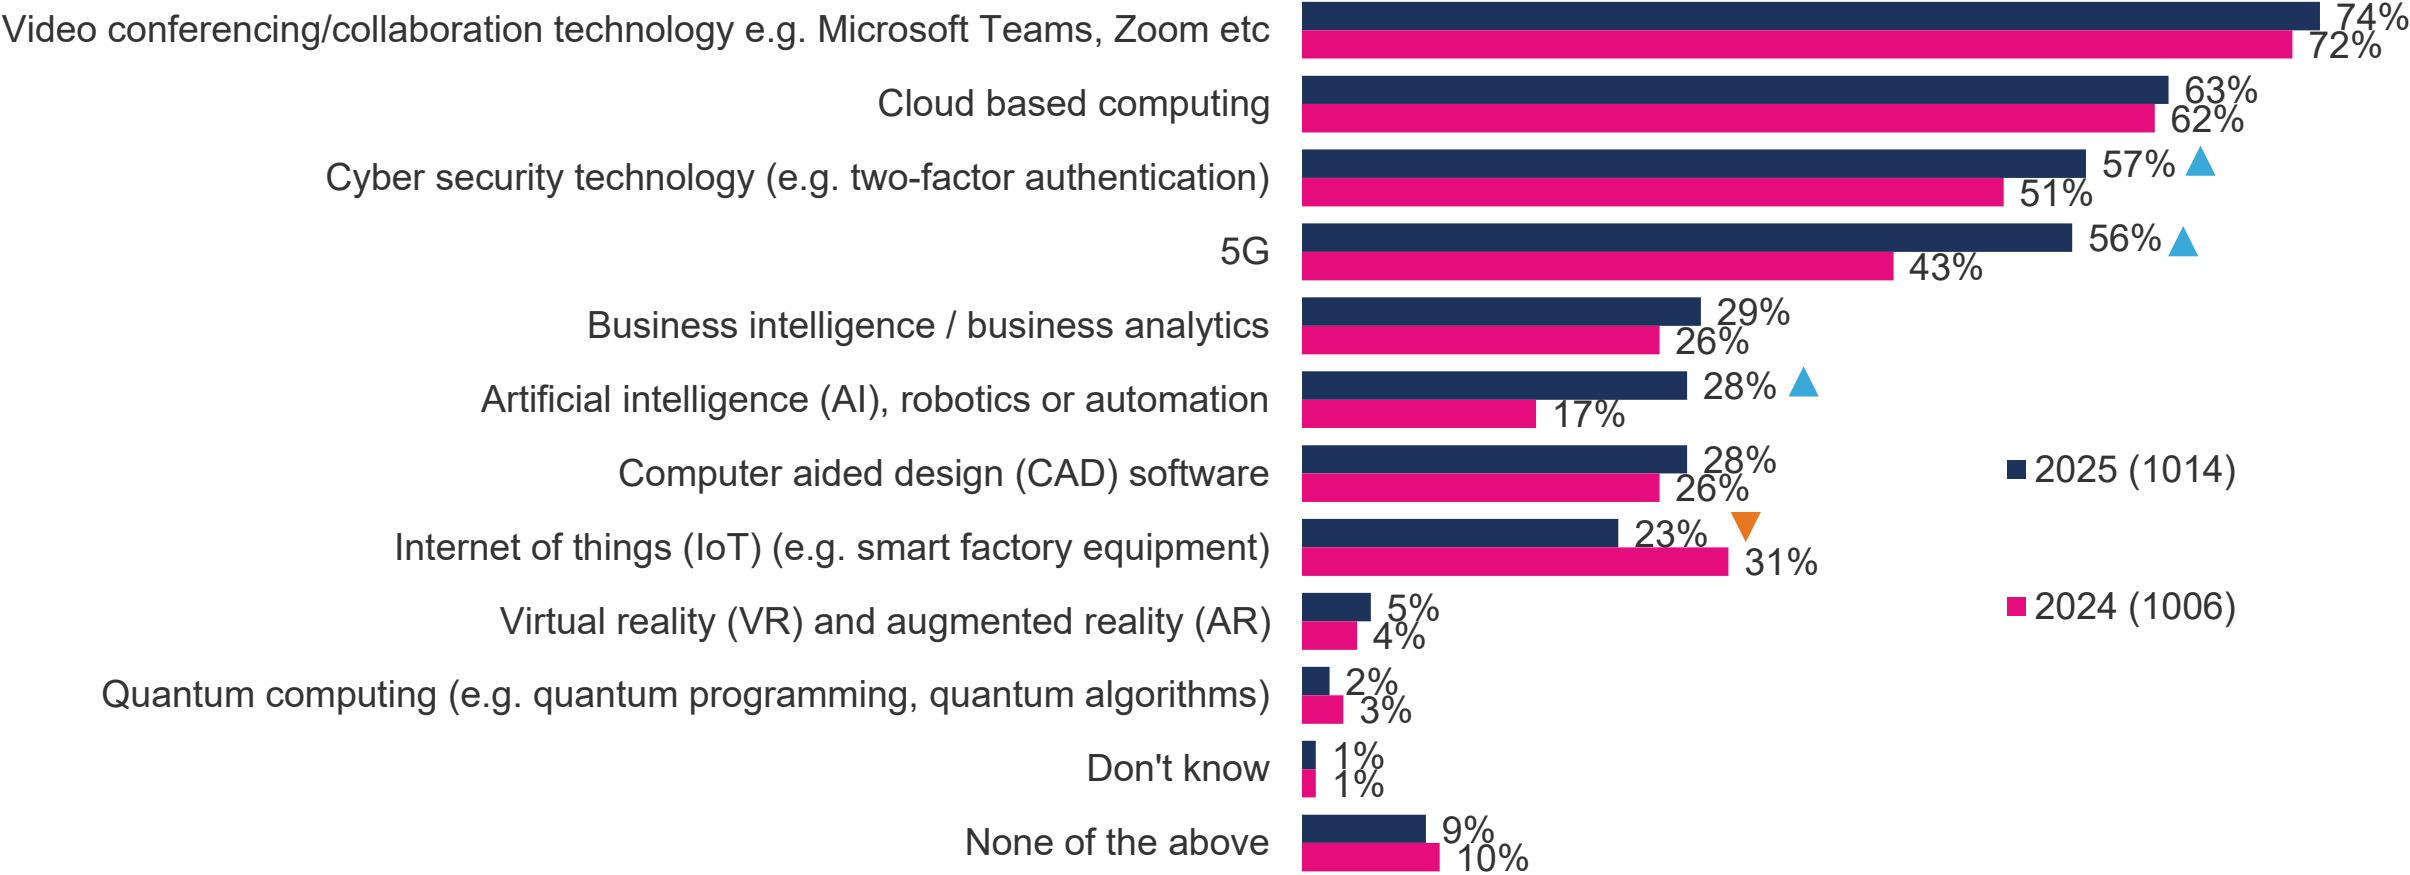 Video conferencing/collaboration technology e.g. Microsoft Teams, Zoom etc
74%
72%
Cloud based computing
63%
62%
Cyber security technology (e.g. two-factor authentication)
57%
51%
5G
56%
43%
Business intelligence / business analytics
29%
26%
Artificial intelligence (AI), robotics or automation
28%
17%
Computer aided design (CAD) software
28%
26%
2025 (1014)
Internet of things (IoT) (e.g. smart factory equipment)
23%
31%
Virtual reality (VR) and augmented reality (AR)
5%
4%
2024 (1006)
Quantum computing (e.g. quantum programming, quantum algorithms)
2%
3%
Don't know
1%
1%
None of the above
9%
10%